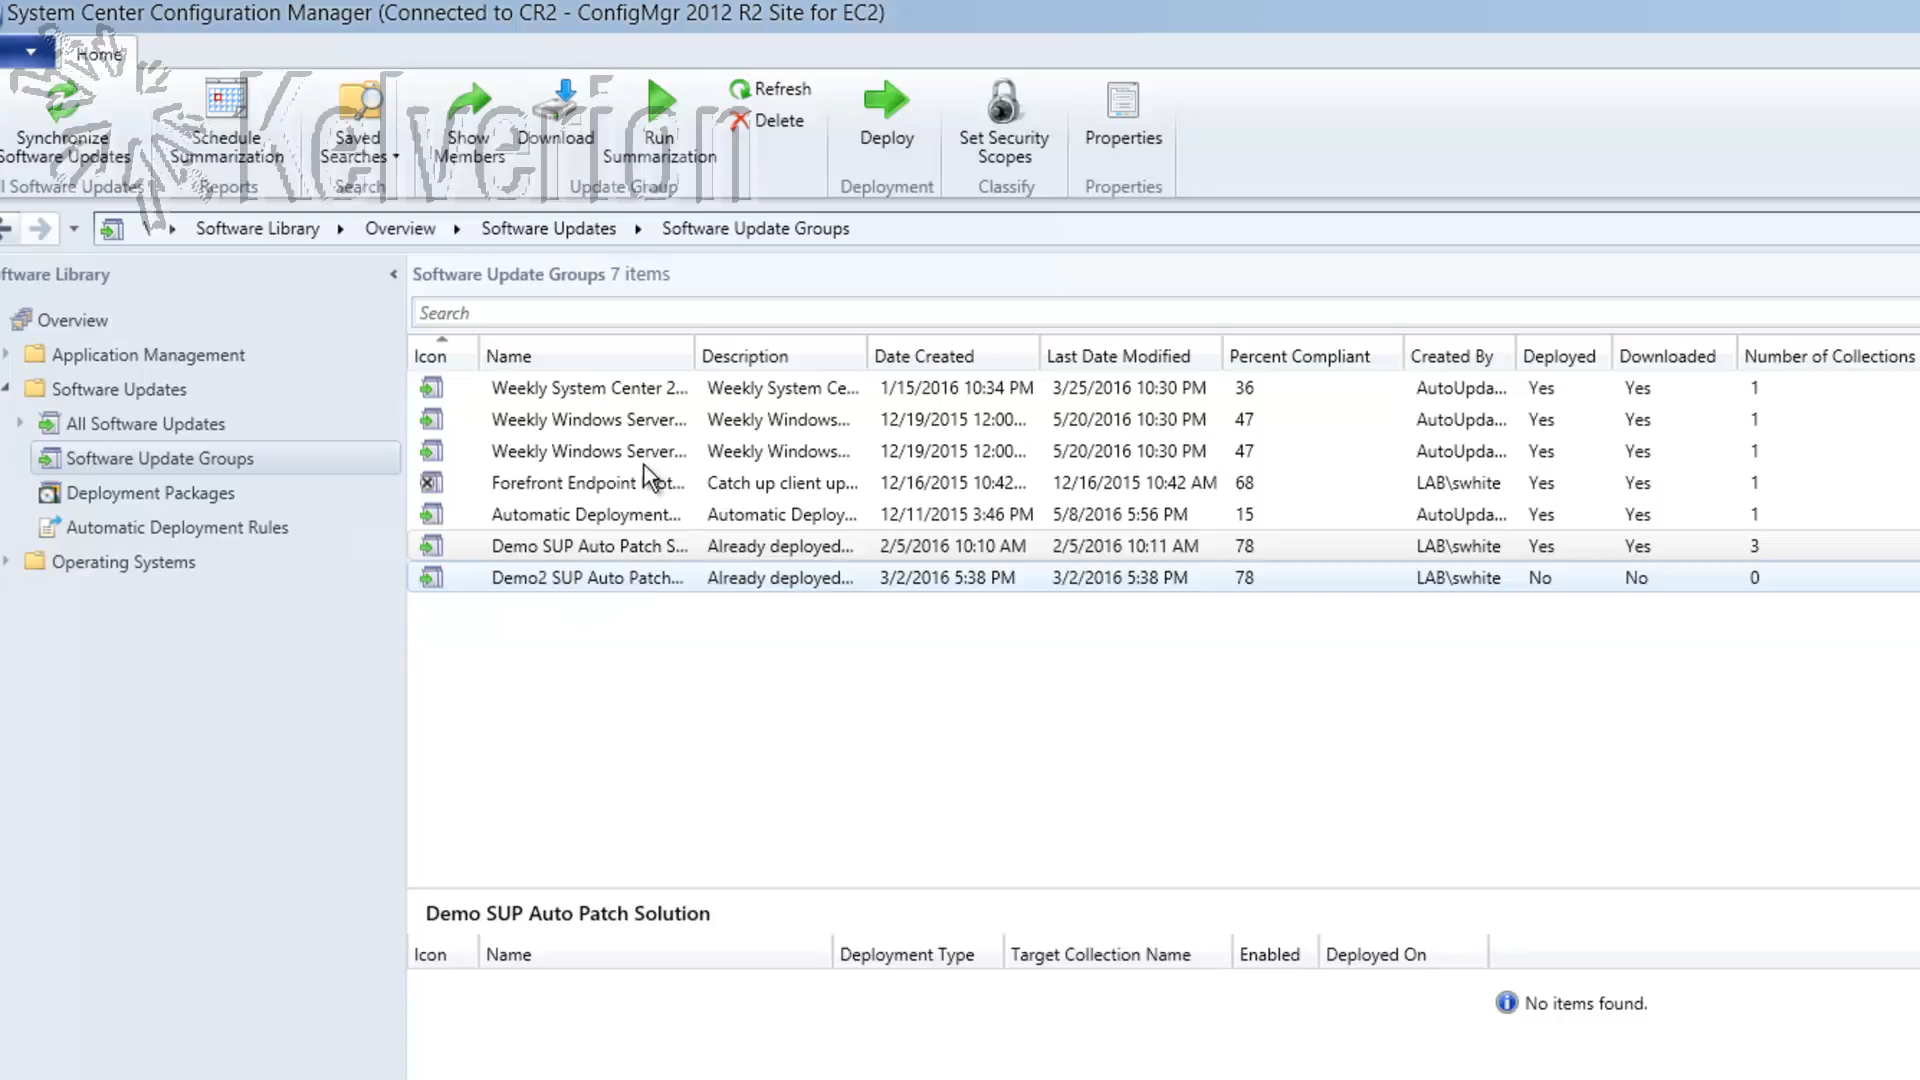 System Center Configuration Manager (Connected to CR2 - ConfigMgr 2012 R2 Site for EC2)
Home
Synchronize Software Updates
Schedule Summarization
Saved Searches
Show Members
Download
Run Summarization
Refresh
Delete
Deploy
Set Security Scopes
Properties
ll Software Updates
Reports
Search
Update Group
Deployment
Classify
Properties
Kelverion
\ Software Library Overview Software Updates Software Update Groups
ftware Library
Overview
Application Management
Software Updates
All Software Updates
Software Update Groups
Deployment Packages
Automatic Deployment Rules
Operating Systems
Software Update Groups 7 items
Search
Icon Name Description Date Created Last Date Modified Percent Compliant Created By Deployed Downloaded Number of Collections
Weekly System Center 2... Weekly System Ce... 1/15/2016 10:34 PM 3/25/2016 10:30 PM 36 AutoUpda... Yes Yes 1
Weekly Windows Server... Weekly Windows... 12/19/2015 12:00... 5/20/2016 10:30 PM 47 AutoUpda... Yes Yes 1
Weekly Windows Server... Weekly Windows... 12/19/2015 12:00... 5/20/2016 10:30 PM 47 AutoUpda... Yes Yes 1
Forefront Endpoint ot... Catch up client up... 12/16/2015 10:42... 12/16/2015 10:42 AM 68 LAB\swhite Yes Yes 1
Automatic Deployment... Automatic Deploy... 12/11/2015 3:46 PM 5/8/2016 5:56 PM 15 AutoUpda... Yes Yes 1
Demo SUP Auto Patch S... Already deployed... 2/5/2016 10:10 AM 2/5/2016 10:11 AM 78 LAB\swhite Yes Yes 3
Demo2 SUP Auto Patch... Already deployed... 3/2/2016 5:38 PM 3/2/2016 5:38 PM 78 LAB\swhite No No 0
Demo SUP Auto Patch Solution
Icon Name Deployment Type Target Collection Name Enabled Deployed On
No items found.